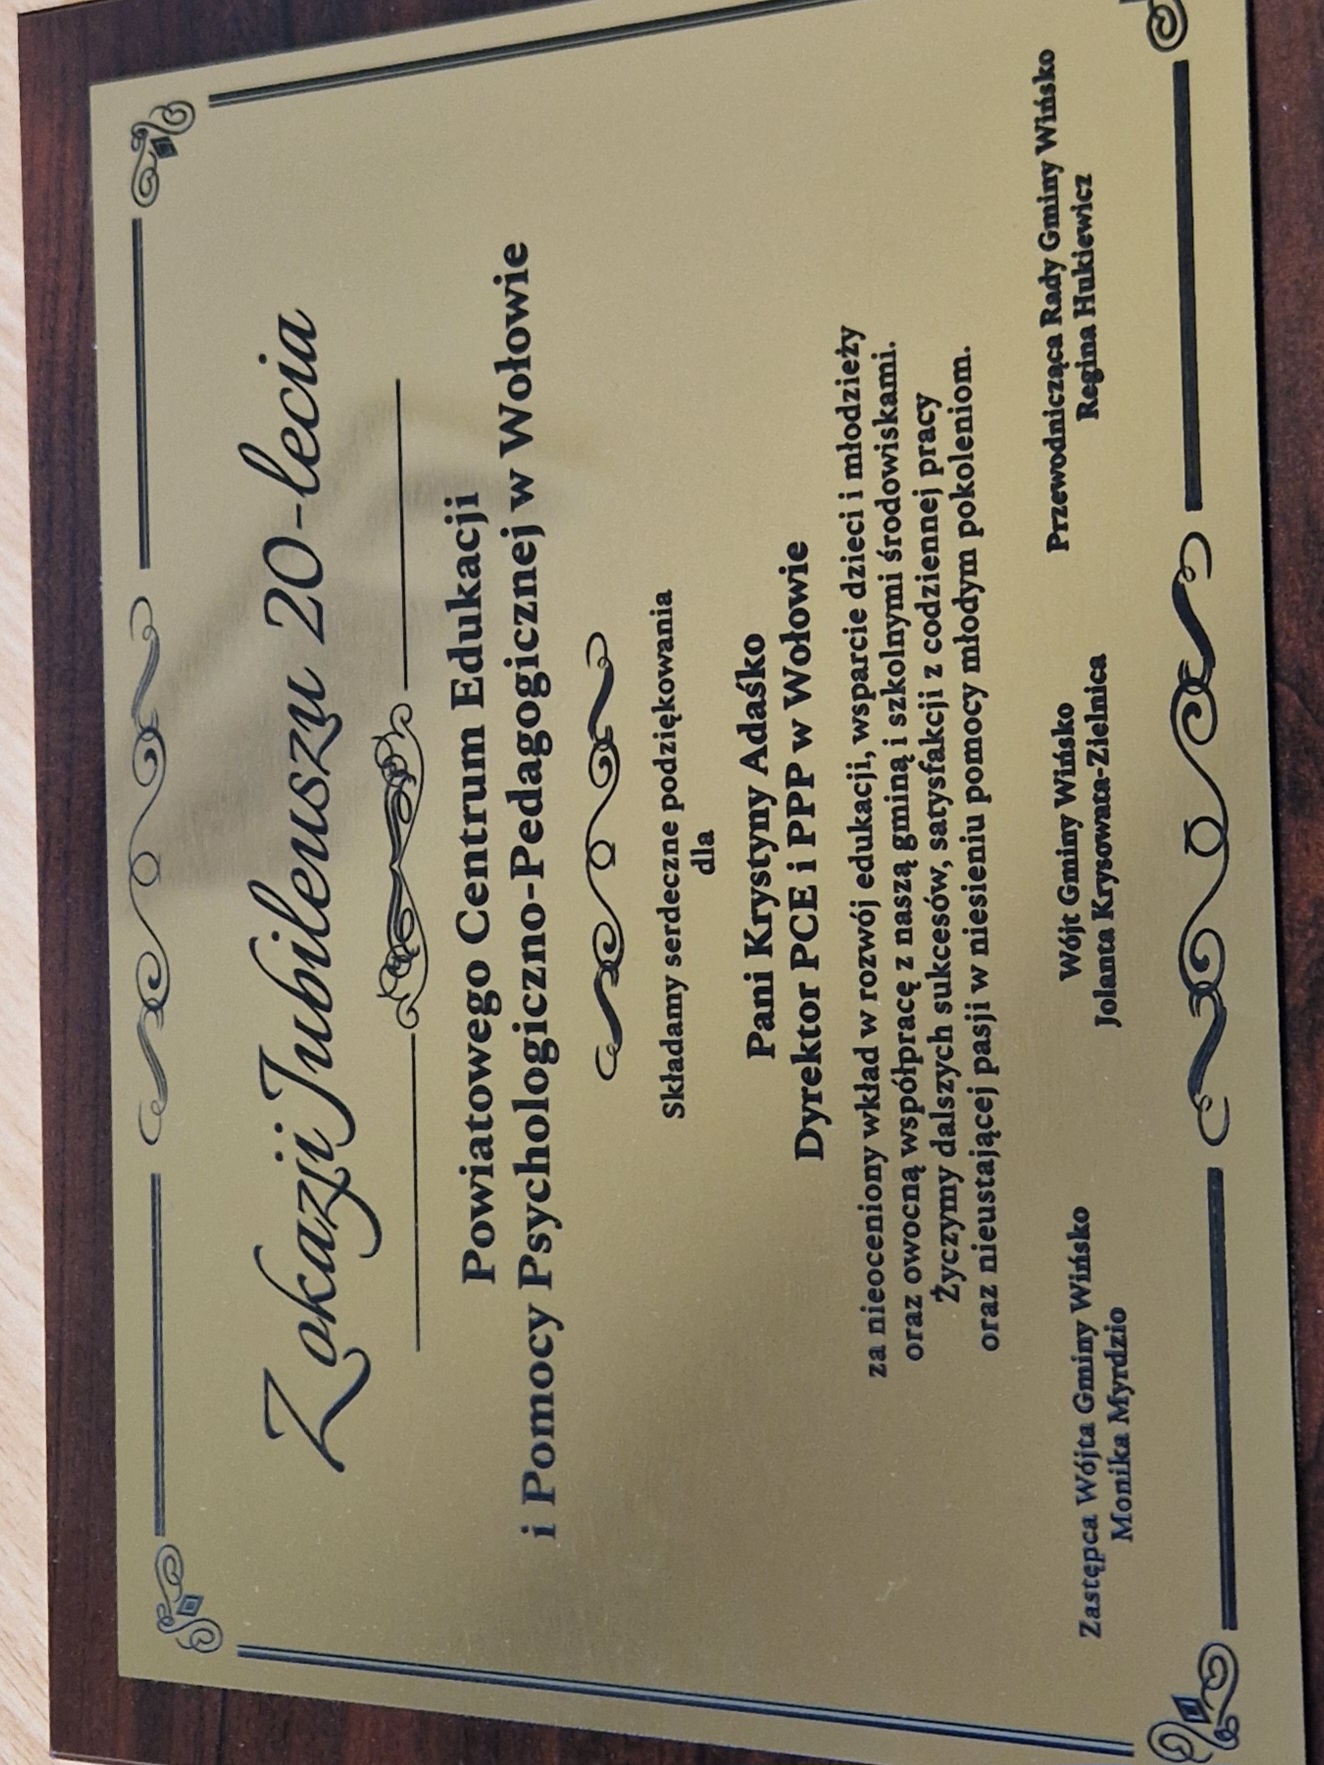 Z okazji Jubileuszu 20-lecia
Powiatowego Centrum Edukacji
i Pomocy Psychologiczno-Pedagogicznej w Wołowie
Składamy serdeczne podziękowania
dla
Pani Krystyny Adaśko
Dyrektor PCE i PPP w Wołowie
za nieoceniony wkład w rozwój edukacji, wsparcie dzieci i młodzieży
oraz owocną współpracę z naszą gminą i szkolnymi środowiskami.
Życzymy dalszych sukcesów, satysfakcji z codziennej pracy
oraz nieustającej pasji w niesieniu pomocy młodym pokoleniom.
Zastępca Wójta Gminy Wińsko
Monika Myrdzio
Wójt Gminy Wińsko
Jolanta Krysowata-Zielnica
Przewodnicząca Rady Gminy Wińsko
Regina Hukiewicz